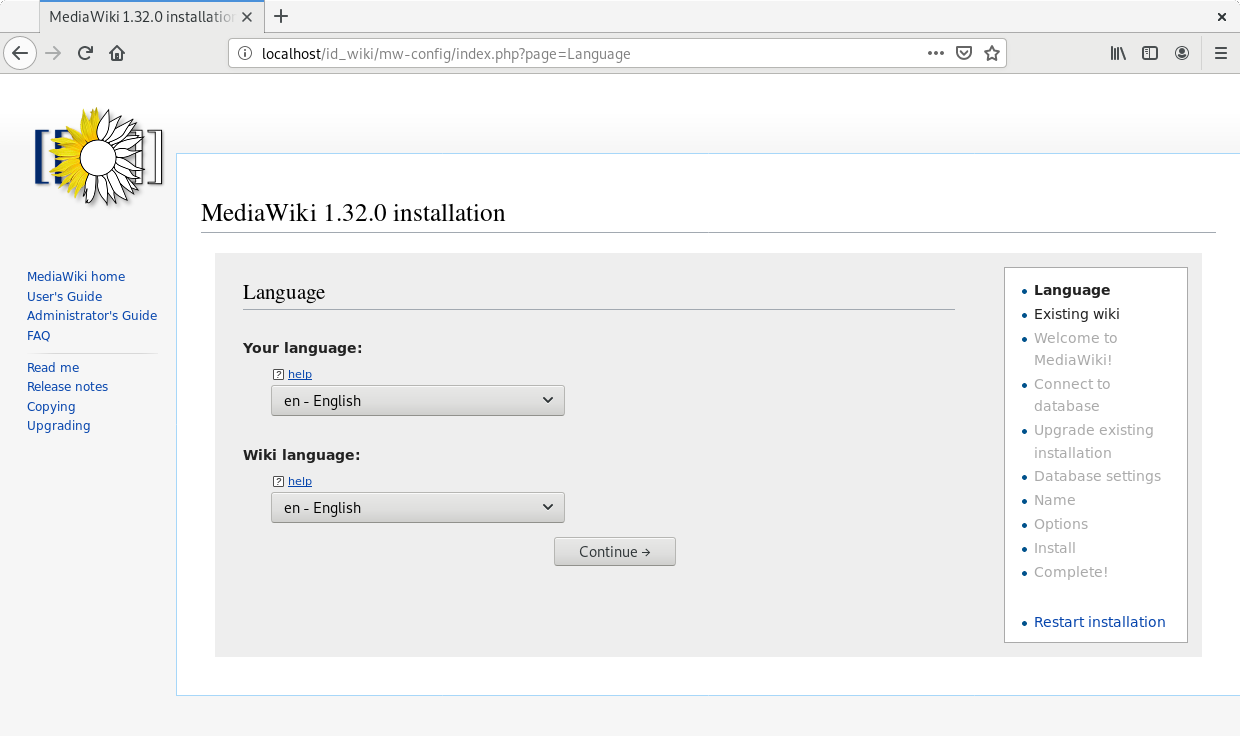 MediaWiki 1.32.0 installation
localhost/id_wiki/mw-config/index.php?page=Language
MediaWiki home
User's Guide
Administrator's Guide
FAQ
Read me
Release notes
Copying
Upgrading
MediaWiki 1.32.0 installation
Language
Your language:
help
en - English
Wiki language:
help
en - English
Continue →
Language
Existing wiki
Welcome to
MediaWiki!
Connect to
database
Upgrade existing
installation
Database settings
Name
Options
Install
Complete!
Restart installation